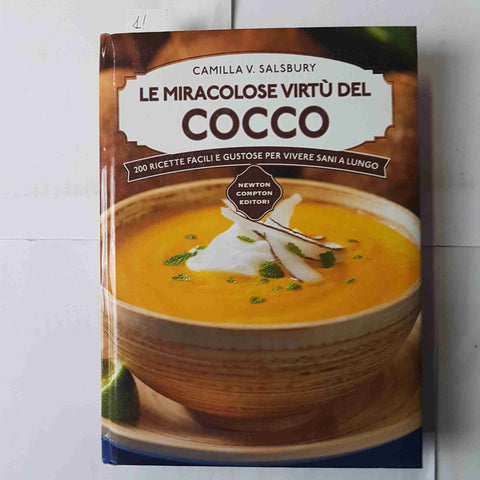 1!
CAMILLA V. SALSBURY
LE MIRACOLOSE VIRTÙ DEL
COCCO
200 RICETTE FACILI E GUSTOSE PER VIVERE SANI A LUNGO
NEWTON
COMPTON
EDITORI